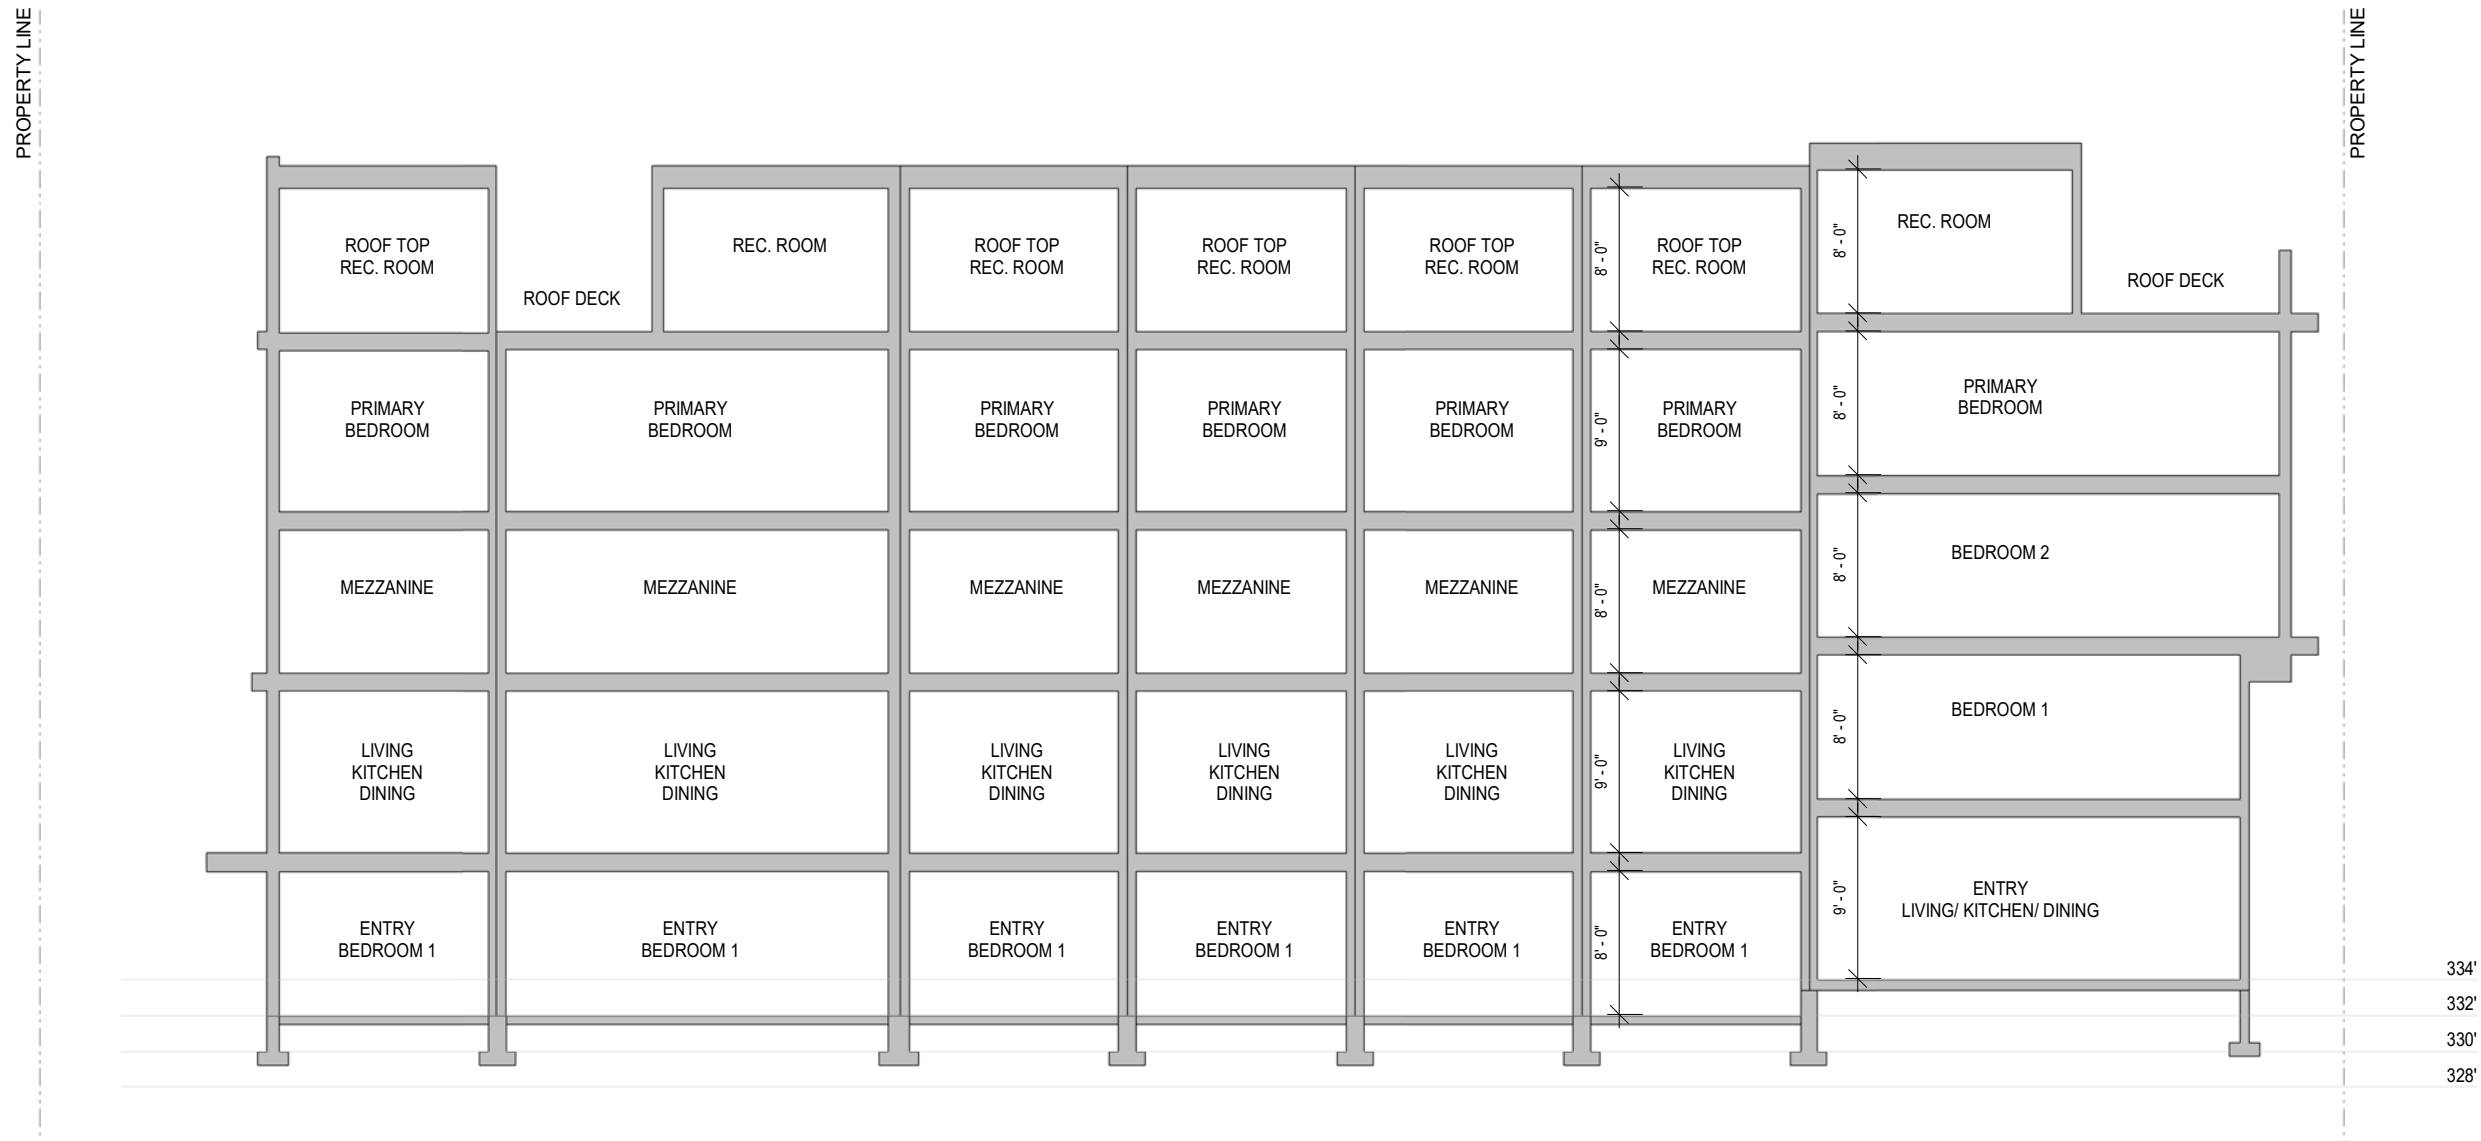 PROPERTY LINE
PROPERTY LINE
ROOF TOP
REC. ROOM
ROOF DECK
REC. ROOM
ROOF TOP
REC. ROOM
ROOF TOP
REC. ROOM
ROOF TOP
REC. ROOM
8' - 0"
ROOF TOP
REC. ROOM
8' - 0"
REC. ROOM
ROOF DECK
PRIMARY
BEDROOM
PRIMARY
BEDROOM
PRIMARY
BEDROOM
PRIMARY
BEDROOM
PRIMARY
BEDROOM
9' - 0"
PRIMARY
BEDROOM
8' - 0"
PRIMARY
BEDROOM
MEZZANINE
MEZZANINE
MEZZANINE
MEZZANINE
MEZZANINE
8' - 0"
MEZZANINE
8' - 0"
BEDROOM 2
LIVING
KITCHEN
DINING
LIVING
KITCHEN
DINING
LIVING
KITCHEN
DINING
LIVING
KITCHEN
DINING
LIVING
KITCHEN
DINING
9' - 0"
LIVING
KITCHEN
DINING
8' - 0"
BEDROOM 1
ENTRY
BEDROOM 1
ENTRY
BEDROOM 1
ENTRY
BEDROOM 1
ENTRY
BEDROOM 1
ENTRY
BEDROOM 1
8' - 0"
ENTRY
BEDROOM 1
9' - 0"
ENTRY
LIVING/ KITCHEN/ DINING
334'
332'
330'
328'